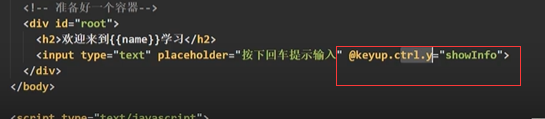 <!-- 准备好一个容器-->
<div id="root">
<h2>欢迎来到{{name}}学习</h2>
<input type="text" placeholder="按下回车提示输入" @keyup.ctrl.y="showInfo">
</div>
</body>
<script type="text/javascript">